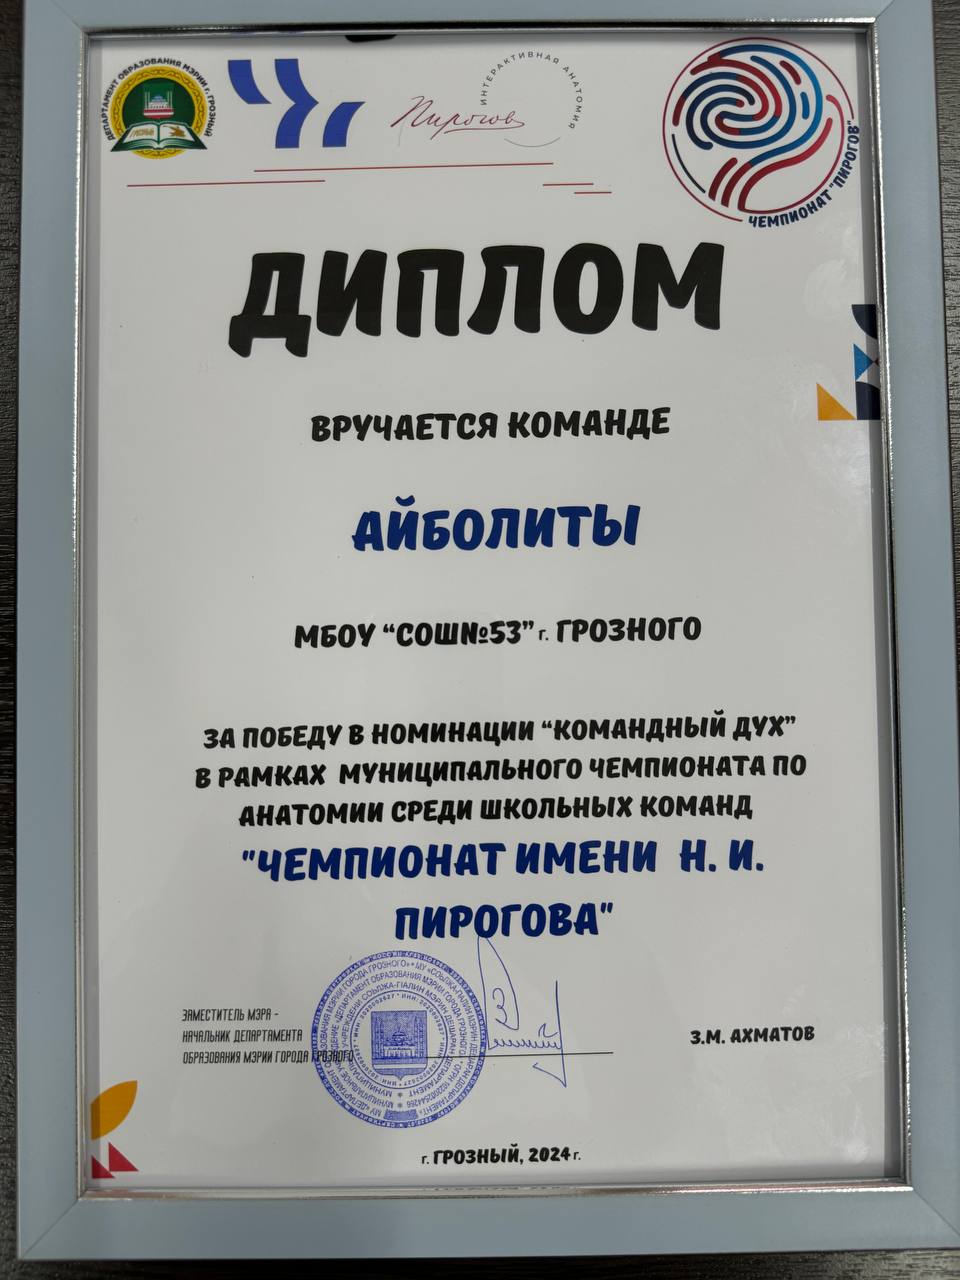 ДЕПАРТАМЕНТ ОБРАЗОВАНИЯ МЭРИИ г. ГРОЗНЫЙ
Пирогов
ИНТЕРАКТИВНАЯ АНАТОМИЯ
ЧЕМПИОНАТ "ПИРОГОВ"
ДИПЛОМ
ВРУЧАЕТСЯ КОМАНДЕ
АЙБОЛИТЫ
МБОУ “СОШ№53” г. ГРОЗНОГО
ЗА ПОБЕДУ В НОМИНАЦИИ “КОМАНДНЫЙ ДУХ”
В РАМКАХ МУНИЦИПАЛЬНОГО ЧЕМПИОНАТА ПО
АНАТОМИИ СРЕДИ ШКОЛЬНЫХ КОМАНД
"ЧЕМПИОНАТ ИМЕНИ Н. И.
ПИРОГОВА"
ЗАМЕСТИТЕЛЬ МЭРА -
НАЧАЛЬНИК ДЕПАРТАМЕНТА
ОБРАЗОВАНИЯ МЭРИИ ГОРОДА ГРОЗНОГО
З.М. АХМАТОВ
г. ГРОЗНЫЙ, 2024 г.